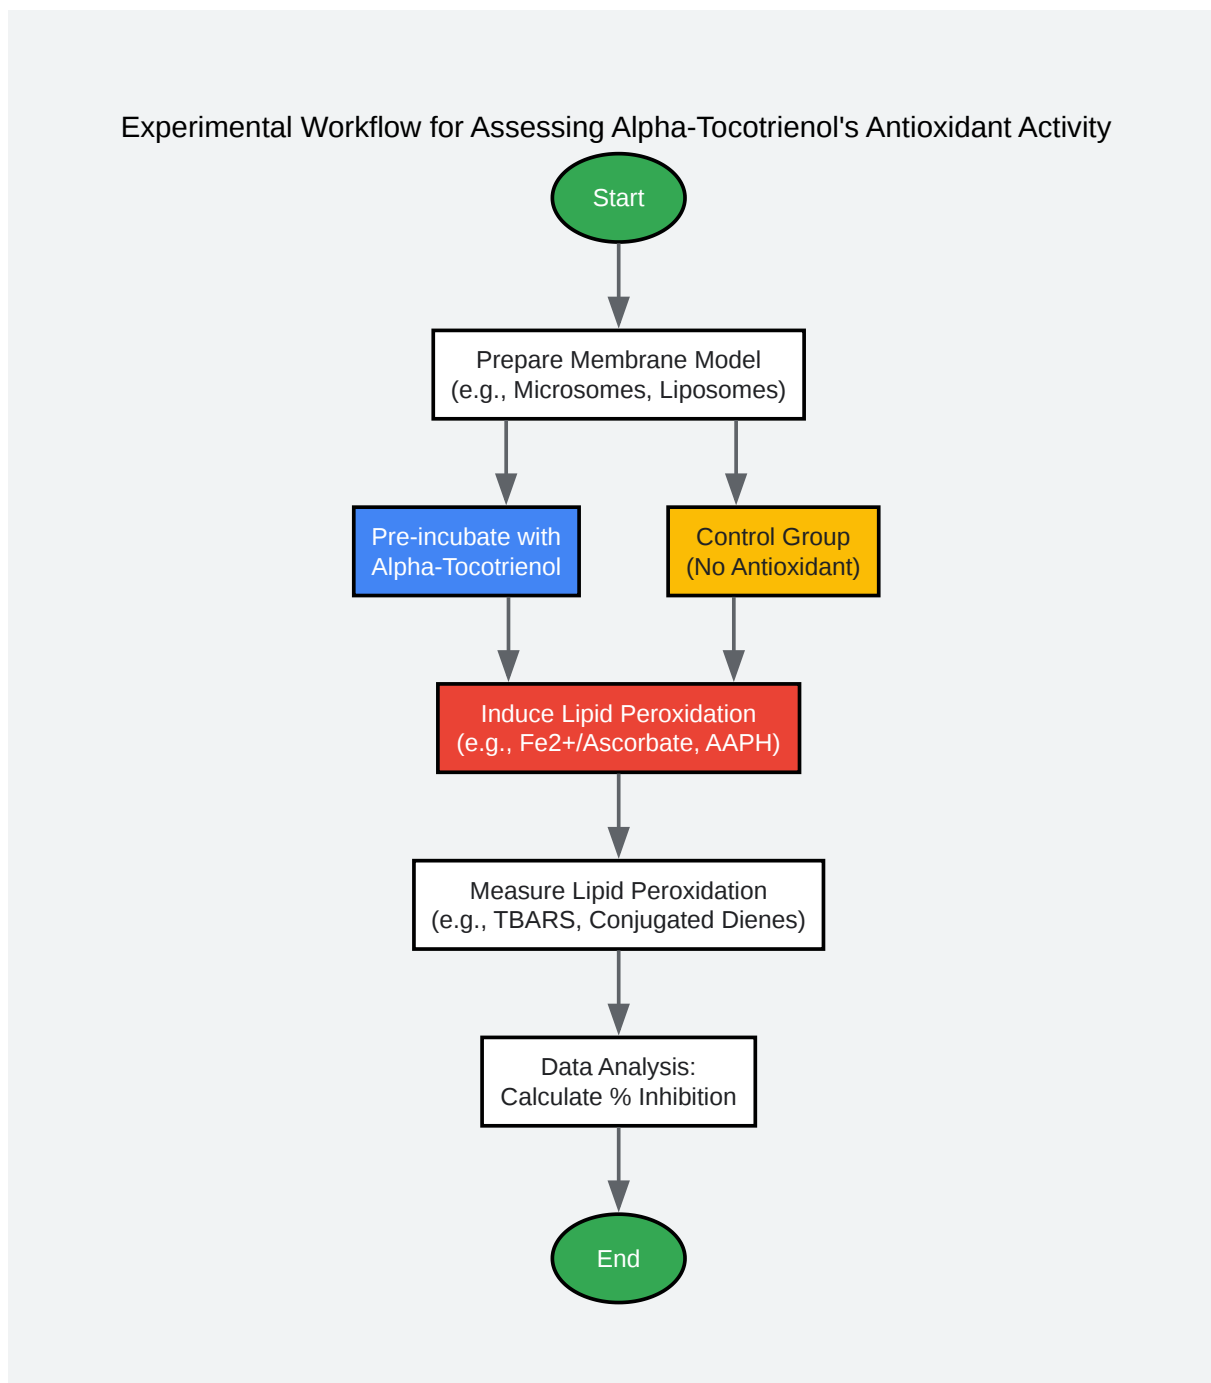 Experimental Workflow for Assessing Alpha-Tocotrienol's Antioxidant Activity
Start
Prepare Membrane Model
(e.g., Microsomes, Liposomes)
Pre-incubate with
Alpha-Tocotrienol
Control Group
(No Antioxidant)
Induce Lipid Peroxidation
(e.g., Fe2+/Ascorbate, AAPH)
Measure Lipid Peroxidation
(e.g., TBARS, Conjugated Dienes)
Data Analysis:
Calculate % Inhibition
End